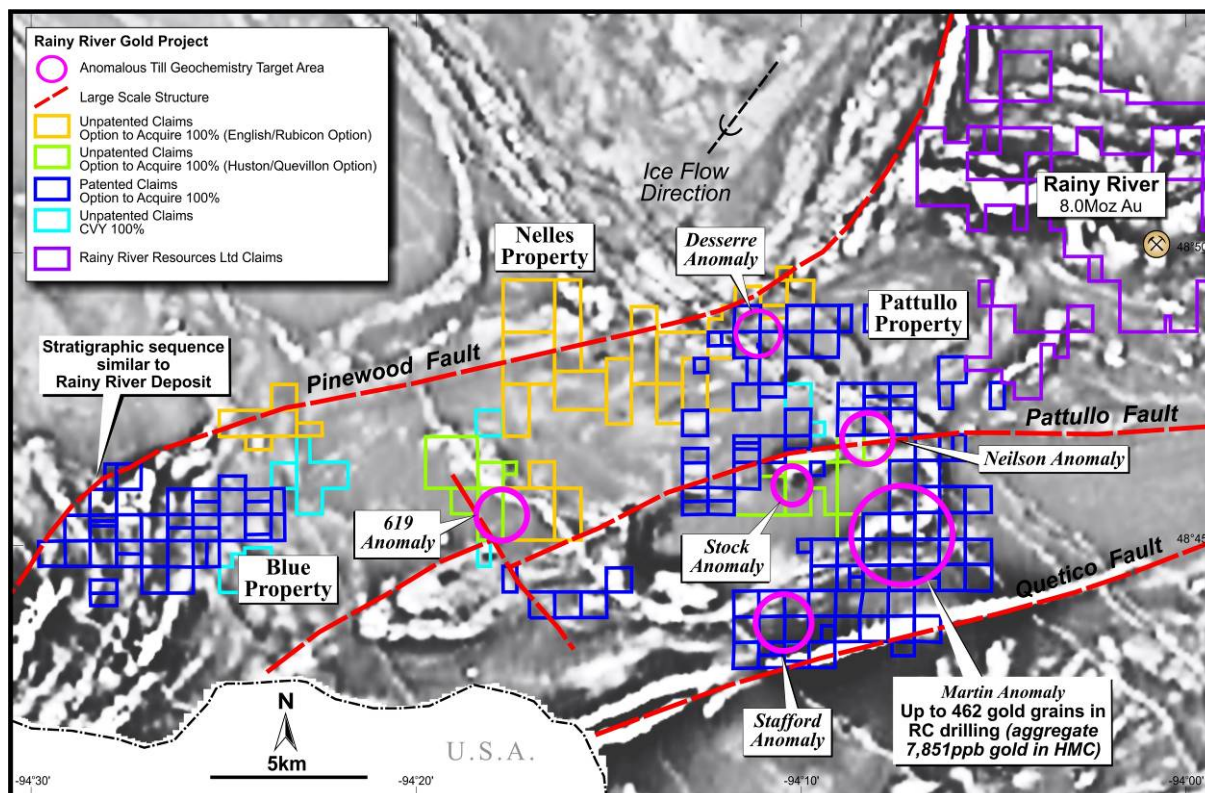 Rainy River Gold Project
Anomalous Till Geochemistry Target Area
Large Scale Structure
Unpatented Claims
Option to Acquire 100% (English/Rubicon Option)
Unpatented Claims
Option to Acquire 100% (Huston/Quevillon Option)
Patented Claims
Option to Acquire 100%
Unpatented Claims
CVY 100%
Rainy River Resources Ltd Claims
Ice Flow
Direction
Rainy River
8.0Moz Au
48°50'
Nelles
Property
Desserre
Anomaly
Pattullo
Property
Stratigraphic sequence
similar to
Rainy River Deposit
Pinewood Fault
Pattullo Fault
Neilson Anomaly
619
Anomaly
Stock
Anomaly
48°45'
Blue
Property
Quetico Fault
Martin Anomaly
Up to 462 gold grains in
RC drilling (aggregate
7,851ppb gold in HMC)
Stafford
Anomaly
N
5km
U.S.A.
-94°30'
-94°20'
-94°10'
-94°00'